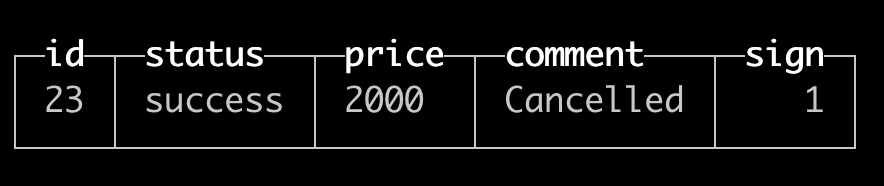 id status price comment sign
23 success 2000 Cancelled 1